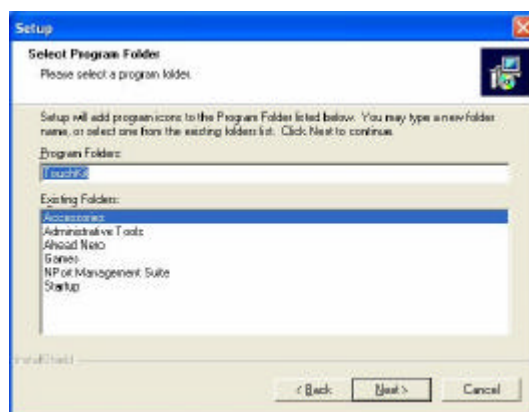 Setup
Select Program Folder
Please select a program folder.
Setup will add program icons to the Program Folder listed below. You may type a new folder
name, or select one from the existing folders list. Click Next to continue.
Program Folders:
TouchKit
Existing Folders:
Accessories
Administrative Tools
Ahead Nero
Games
NPort Management Suite
Startup
InstallShield
< Back
Next >
Cancel